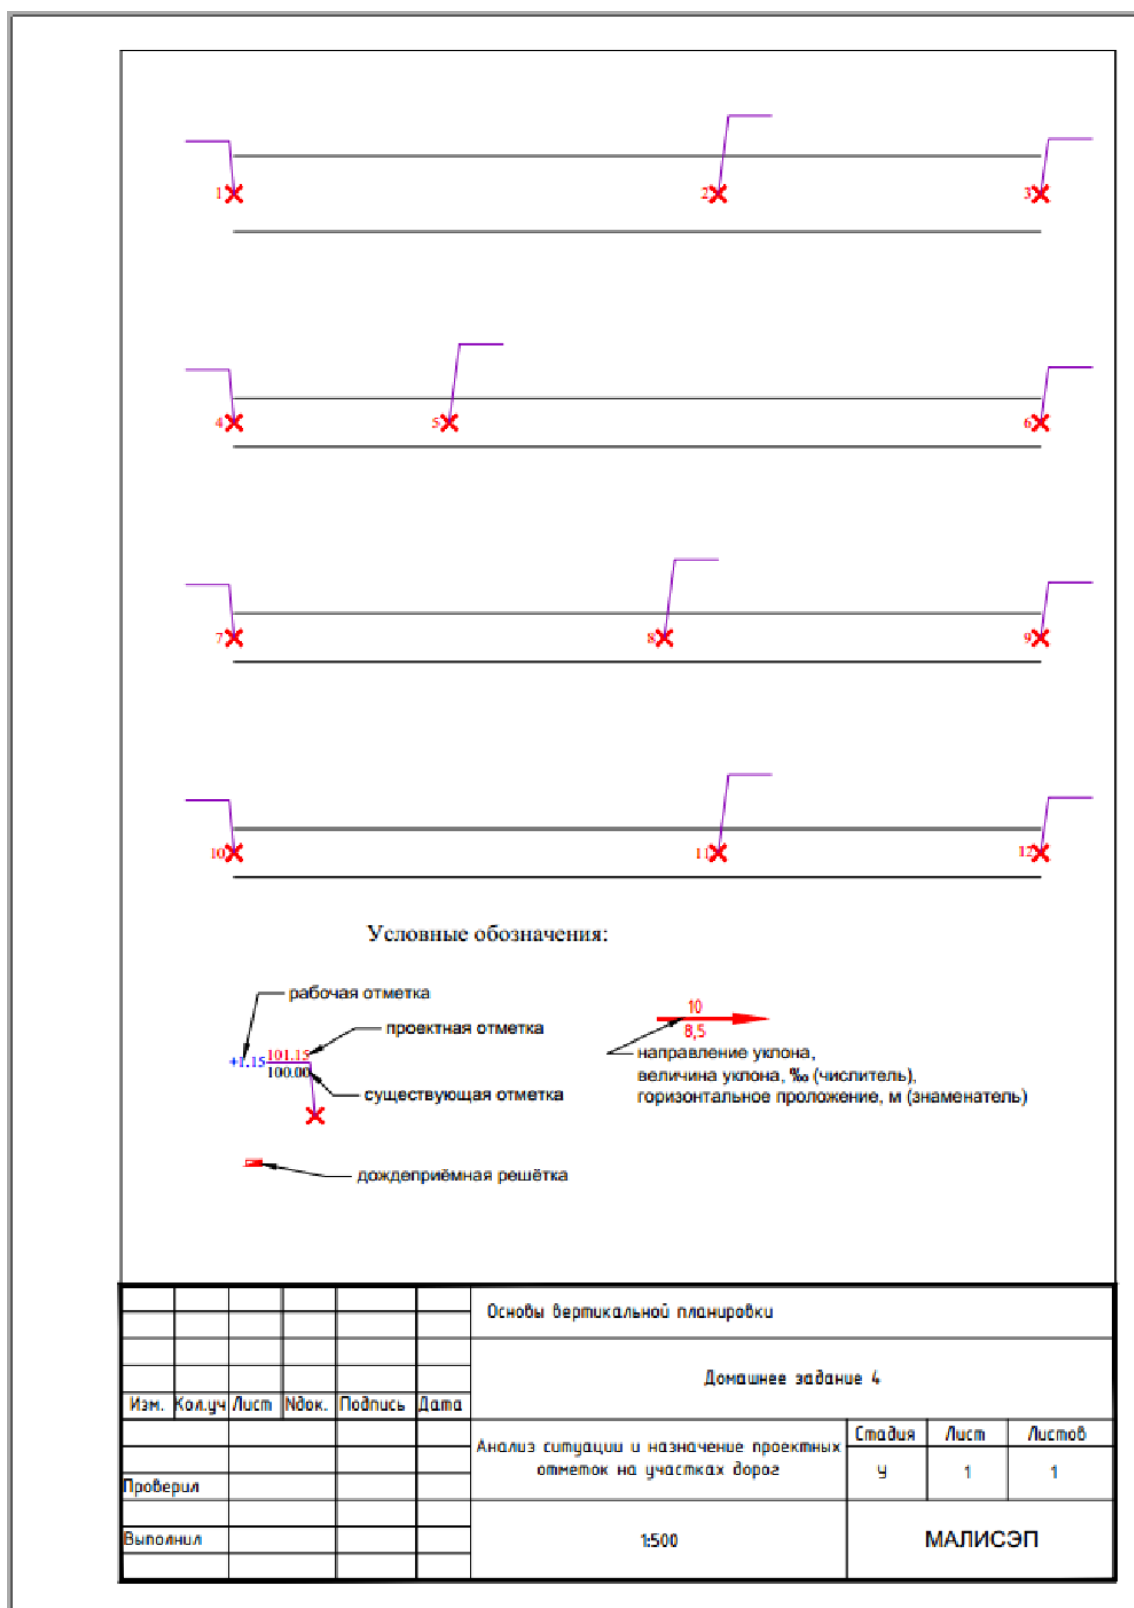 1 2 3
4 5 6
7 8 9
10 11 12
Условные обозначения:
рабочая отметка
проектная отметка
+1.15 101.15
100.00
существующая отметка
дождеприёмная решётка
10
8,5
направление уклона,
величина уклона, ‰ (числитель),
горизонтальное проложение, м (знаменатель)
Основы вертикальной планировки
Домашнее задание 4
Изм. Кол.уч Лист Nдок. Подпись Дата
Анализ ситуации и назначение проектных
отметок на участках дорог
Стадия Лист Листов
У 1 1
Проверил
Выполнил
1:500
МАЛИСЭП